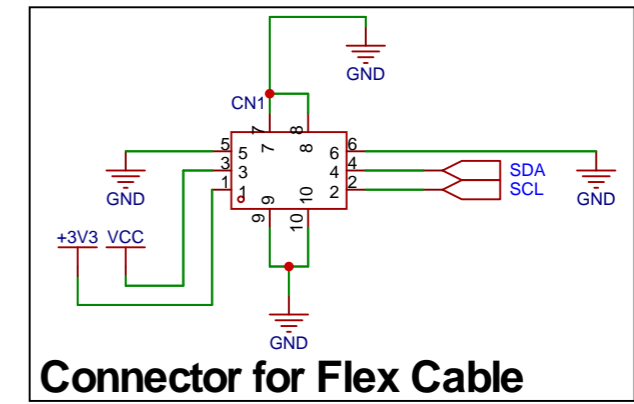 GND
CN1
7 8
7 8
5 5 6 6
3 3 4 4 SDA
1 1 2 2 SCL
GND GND
9 10
9 10
+3V3 VCC
GND
Connector for Flex Cable